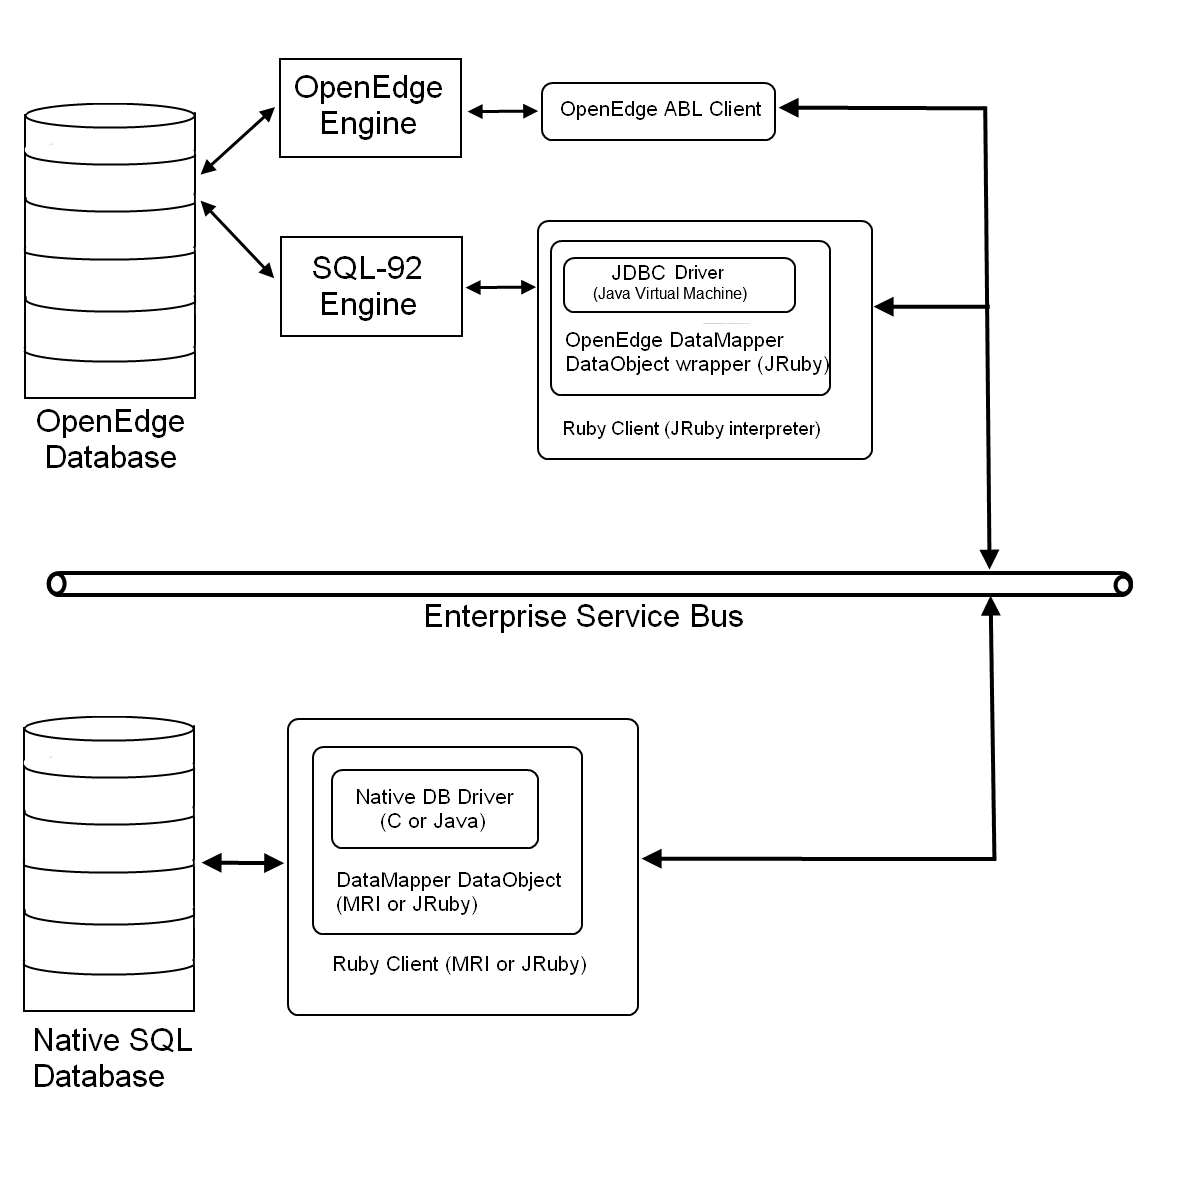 OpenEdge
Engine
OpenEdge ABL Client
SQL-92
Engine
JDBC Driver
(Java Virtual Machine)
OpenEdge DataMapper
DataObject wrapper (JRuby)
Ruby Client (JRuby interpreter)
OpenEdge
Database
Enterprise Service Bus
Native DB Driver
(C or Java)
DataMapper DataObject
(MRI or JRuby)
Ruby Client (MRI or JRuby)
Native SQL
Database